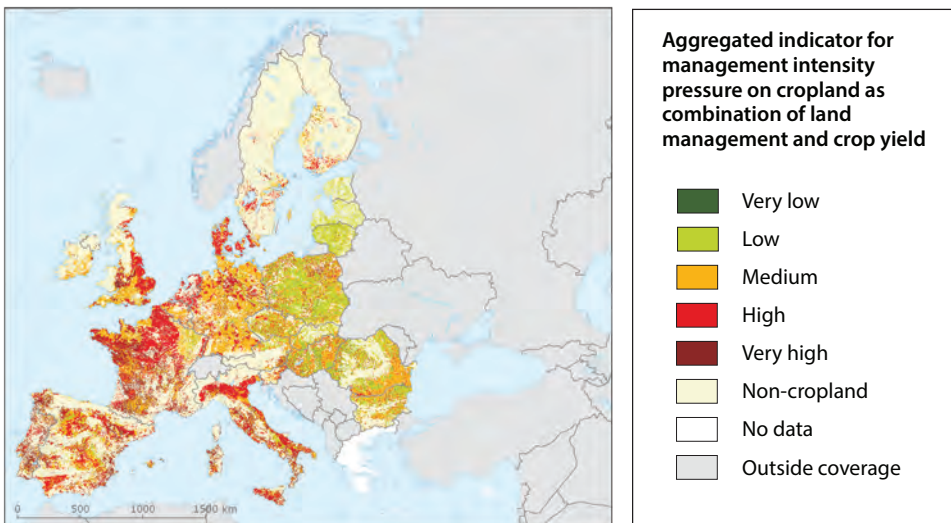 Aggregated indicator for
management intensity
pressure on cropland as
combination of land
management and crop yield
Very low
Low
Medium
High
Very high
Non-cropland
No data
Outside coverage
0 500 1000 1500 km